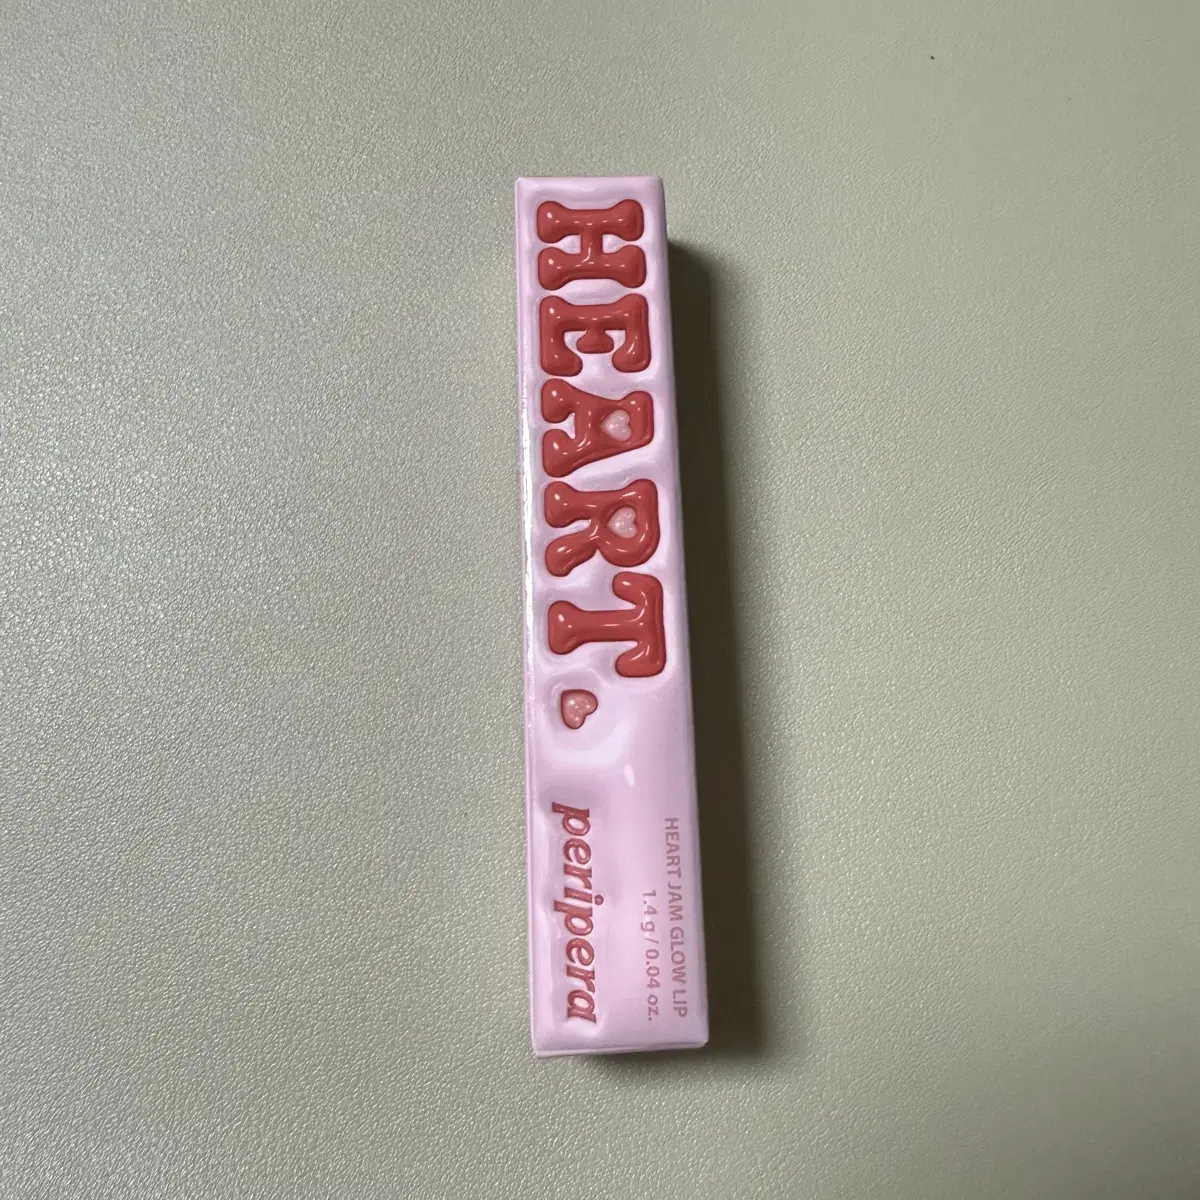 HEART
peripera
HEART JAM GLOW LIP
1.4 g / 0.04 oz.